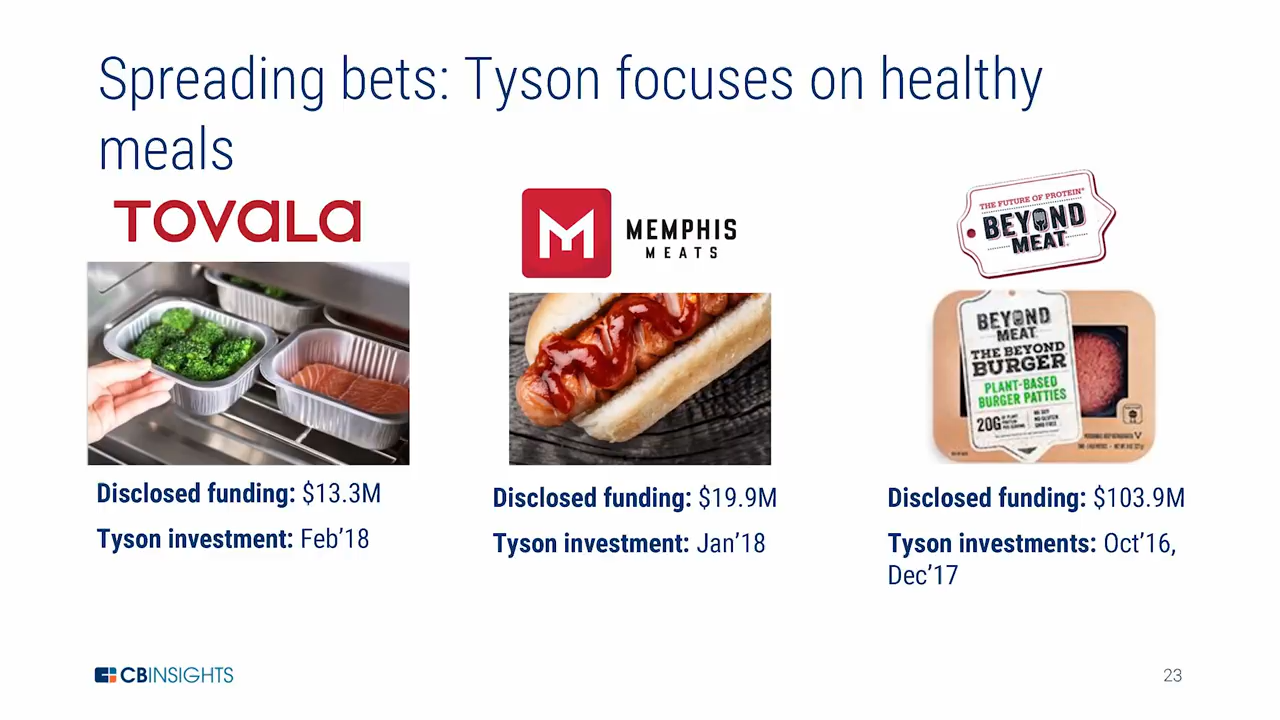 Spreading bets: Tyson focuses on healthy
meals
TOVALA
M
MEMPHIS
MEATS
THE FUTURE OF PROTEIN®
BEYOND
MEAT
BEYOND
MEAT
THE BEYOND
BURGER
PLANT-BASED
BURGER PATTIES
20G
Disclosed funding: $13.3M
Tyson investment: Feb’18
Disclosed funding: $19.9M
Tyson investment: Jan’18
Disclosed funding: $103.9M
Tyson investments: Oct’16,
Dec’17
CBINSIGHTS
23